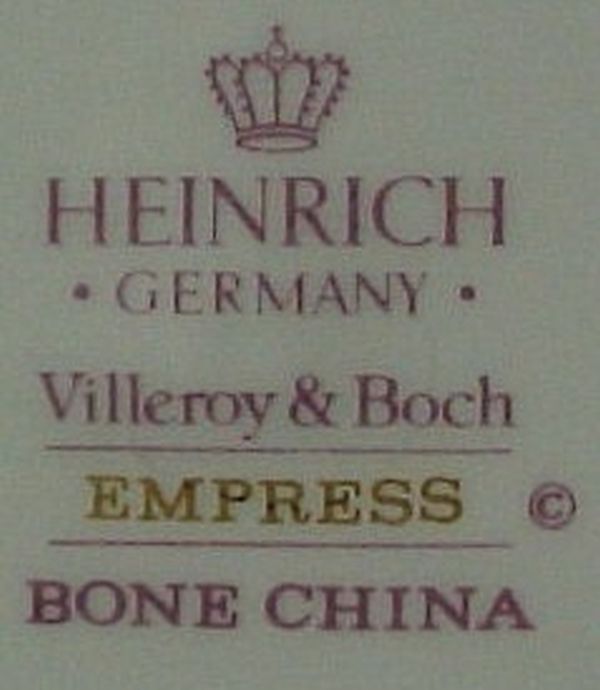 HEINRICH
• GERMANY •
Villeroy & Boch
EMPRESS ©
BONE CHINA